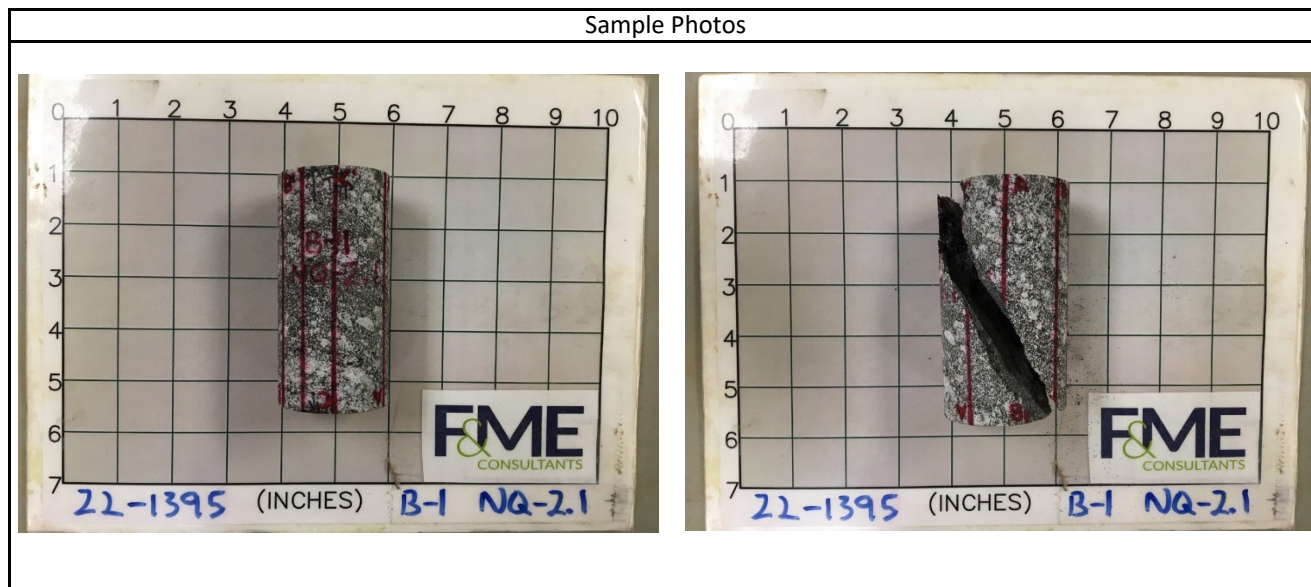 Sample Photos
0 1 2 3 4 5 6 7 8 9 10
1
2
3
4
5
6
7
B-1
NQ-2.1
F&ME
CONSULTANTS
22-1395 (INCHES) B-1 NQ-2.1
0 1 2 3 4 5 6 7 8 9 10
1
2
3
4
5
6
7
F&ME
CONSULTANTS
22-1395 (INCHES) B-1 NQ-2.1